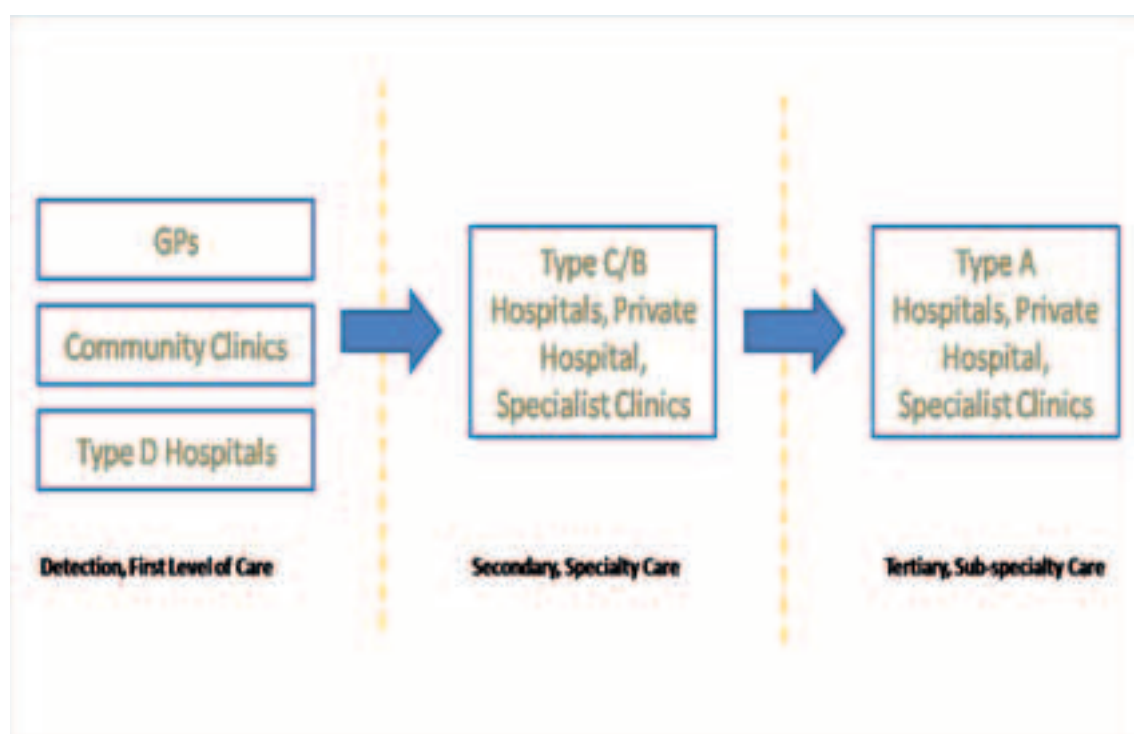 GPs
Community Clinics
Type D Hospitals
Detection, First Level of Care
Type C/B
Hospitals, Private
Hospital,
Specialist Clinics
Secondary, Specialty Care
Type A
Hospitals, Private
Hospital,
Specialist Clinics
Tertiary, Sub-specialty Care